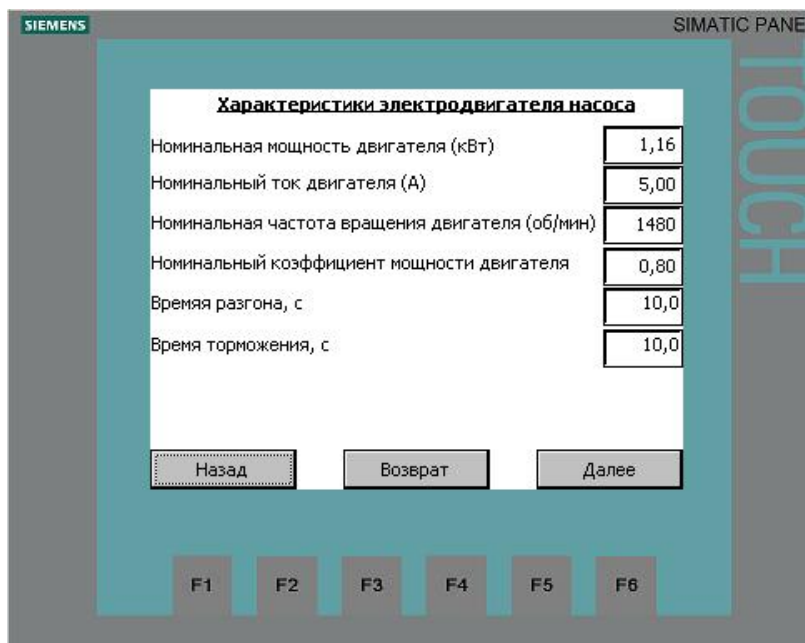 SIEMENS
SIMATIC PANE
TOUCH
Характеристики электродвигателя насоса
Номинальная мощность двигателя (кВт) 1,16
Номинальный ток двигателя (А) 5,00
Номинальная частота вращения двигателя (об/мин) 1480
Номинальный коэффициент мощности двигателя 0,80
Времяя разгона, с 10,0
Время торможения, с 10,0
Назад Возврат Далее
F1 F2 F3 F4 F5 F6